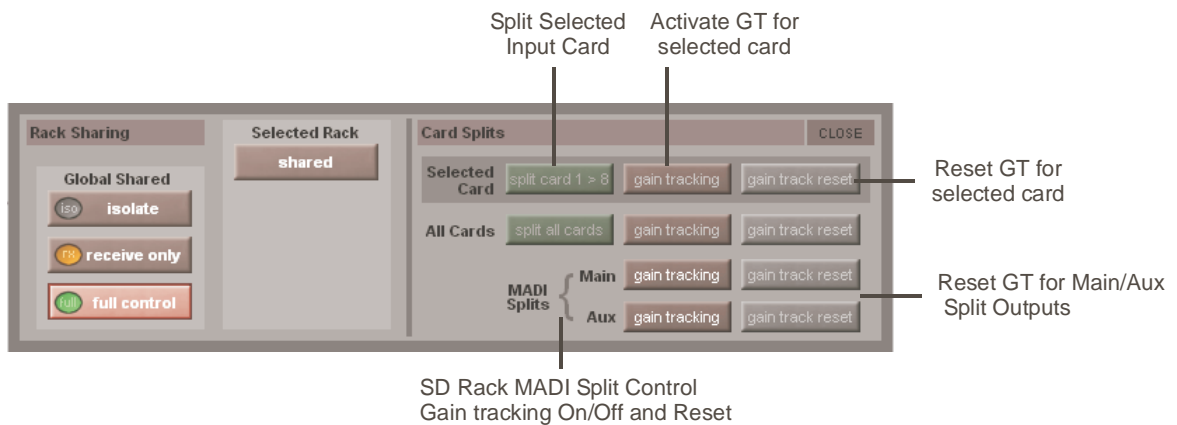 Split Selected
Input Card
Activate GT for
selected card
Rack Sharing
Selected Rack
Card Splits
CLOSE
Global Shared
shared
Selected
Card
split card 1 > 8
gain tracking
gain track reset
Reset GT for
selected card
iso
isolate
All Cards
split all cards
gain tracking
gain track reset
rx
receive only
MADI
Splits
Main
gain tracking
gain track reset
Reset GT for Main/Aux
Split Outputs
full
full control
Aux
gain tracking
gain track reset
SD Rack MADI Split Control
Gain tracking On/Off and Reset